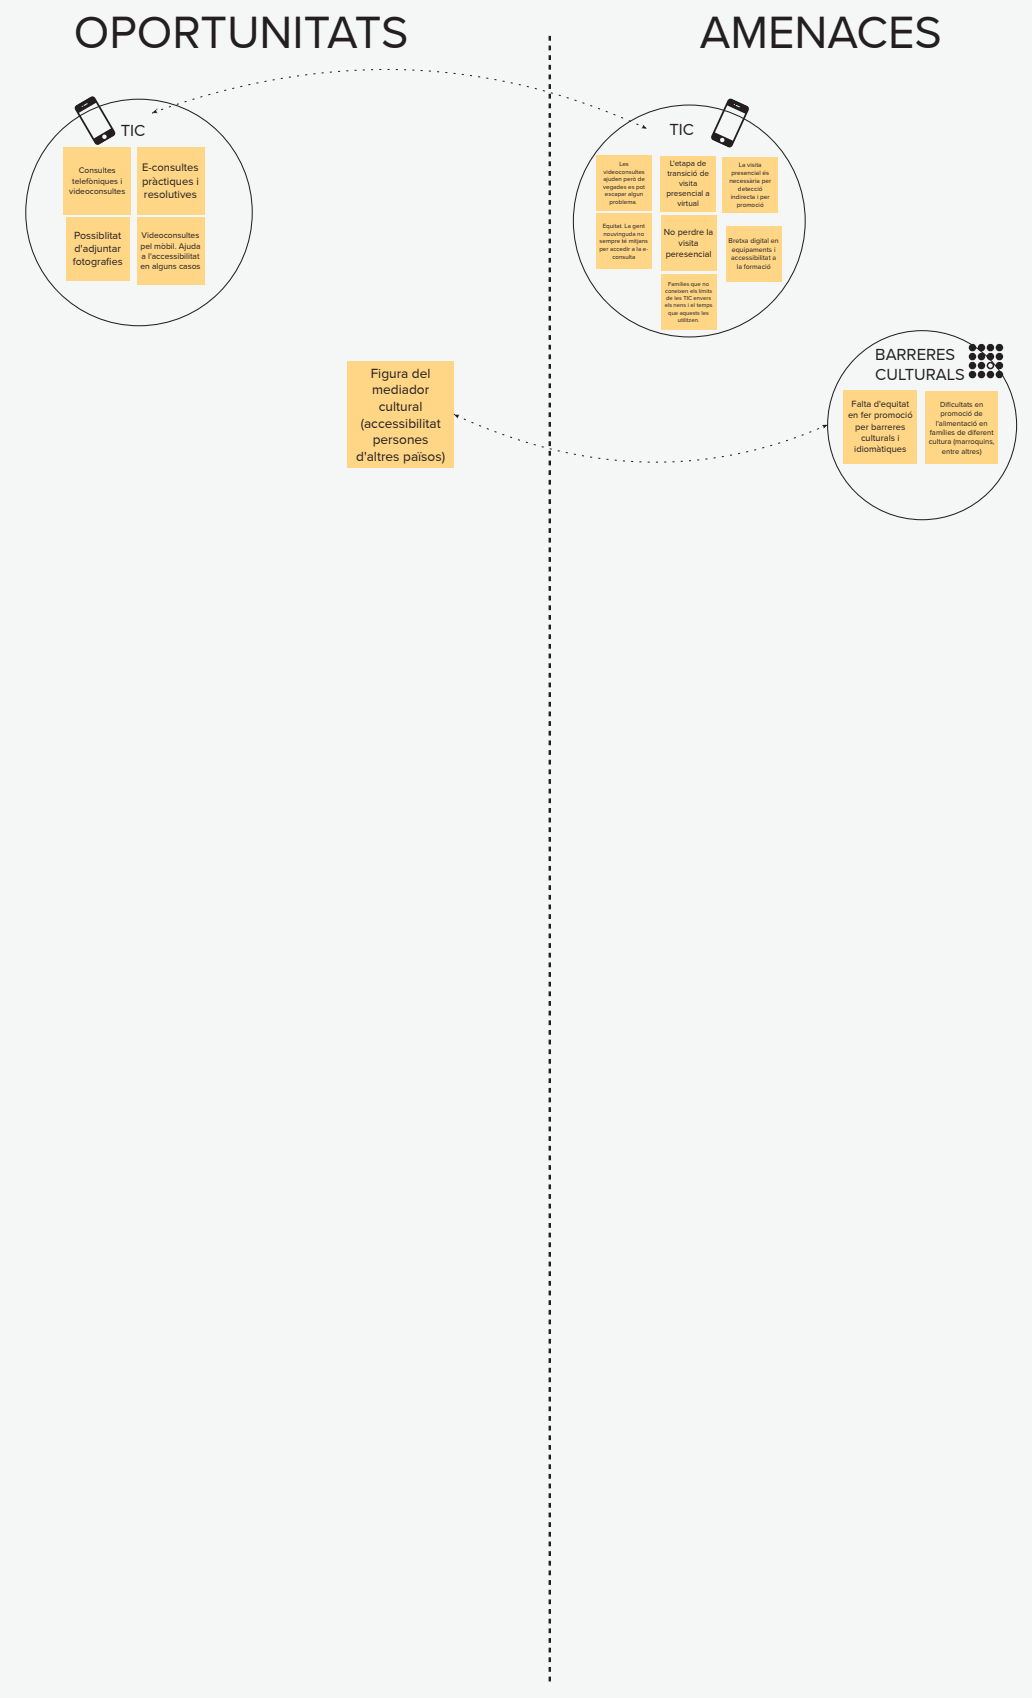 OPORTUNITATS
AMENACES
TIC
Consultes
telefòniques i
videoconsultes
E-consultes
pràctiques i
resolutives
Possiblitat
d'adjuntar
fotografies
Videoconsultes
pel mòbil. Ajuda
a l'accessibilitat
en alguns casos
TIC
Les
videoconsultes
ajuden però de
vegades es pot
escapar algun
problema.
L'etapa de
transició de
visita
presencial a
virtual
La visita
presencial és
necessària per
detecció
indirecte i per
promoció
Equitat. La gent
nouvinguda no
sempre té mitjans
per accedir a la e-
consulta
No perdre la
visita
peresencial
Bretxa digital en
equipaments i
accessibilitat a
la formació
Famílies que no
coneixen els límits
de les TIC envers
els nens i el temps
que aquests les
utilitzen.
Figura del
mediador
cultural
(accessibilitat
persones
d'altres països)
BARRERES
CULTURALS
Falta d'equitat
en fer promoció
per barreres
culturals i
idiomàtiques
Dificultats en
promoció de
l'alimentació en
famílies de diferent
cultura (marroquins,
entre altres)